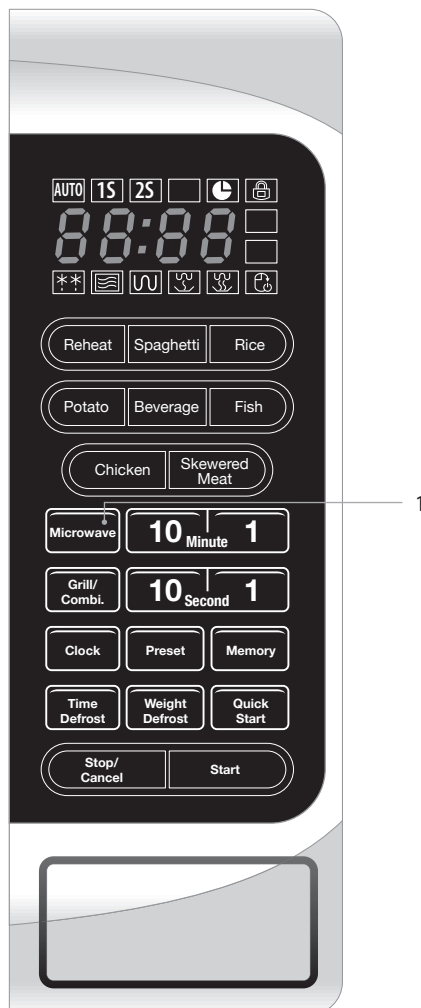 AUTO 1S 2S
88:88
Reheat Spaghetti Rice
Potato Beverage Fish
Chicken Skewered
Meat
Microwave 10 Minute 1
1
Grill/
Combi. 10 Second 1
Clock Preset Memory
Time
Defrost Weight
Defrost Quick
Start
Stop/
Cancel Start